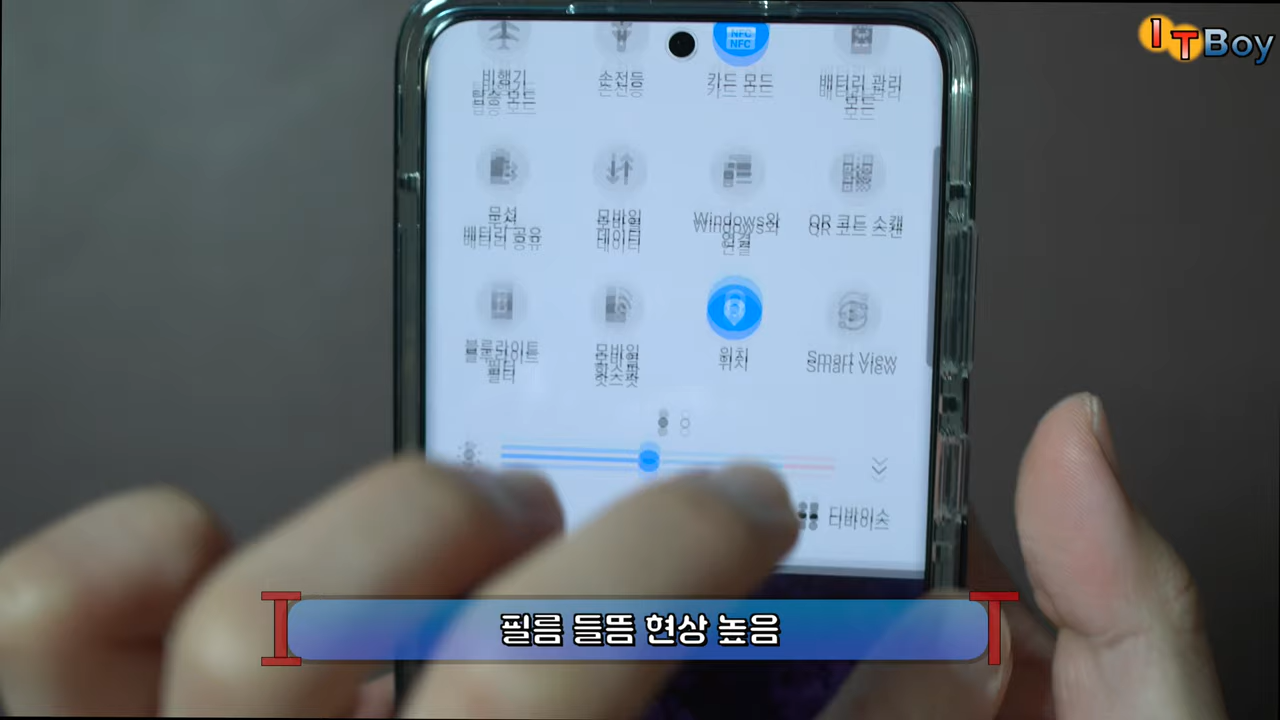 ITBoy
NFC
NFC
비행기
탑승 모드
손전등
카드 모드
배터리 관리
모드
무선
배터리 공유
모바일
데이터
Windows와
연결
QR 코드 스캔
블루라이트
필터
모바일
핫스팟
위치
Smart View
디바이스
필름 들뜸 현상 높음